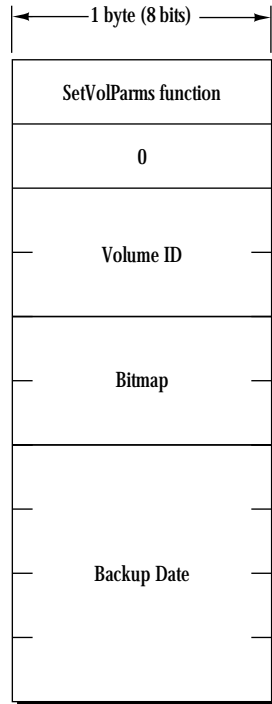 1 byte (8 bits)
SetVolParms function
0
Volume ID
Bitmap
Backup Date